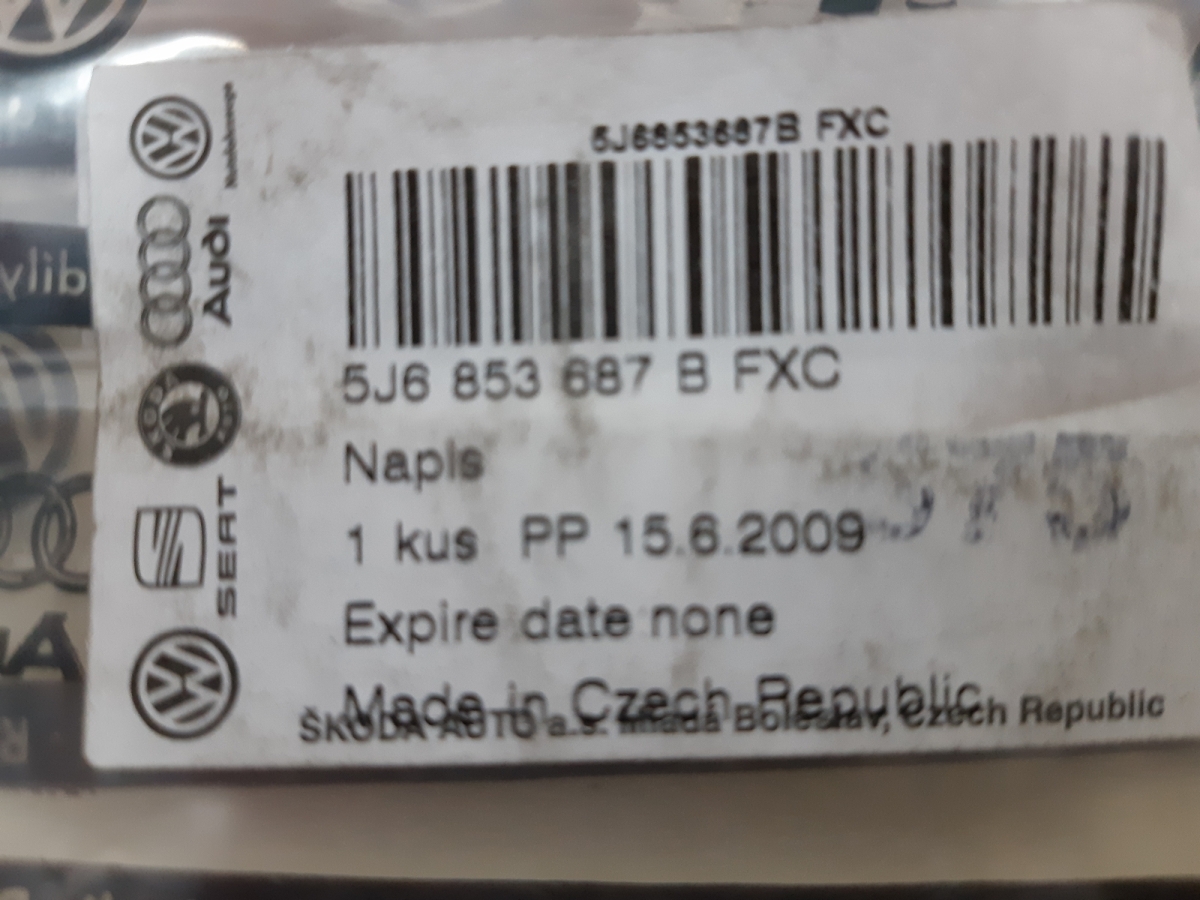 5J6853687B FXC
5J6 853 687 B FXC
Napis
1 kus PP 15.6.2009
Expire date none
Made in Czech Republic
ŠKODA AUTO a.s. Mladá Boleslav, Czech Republic
Audi
SEAT